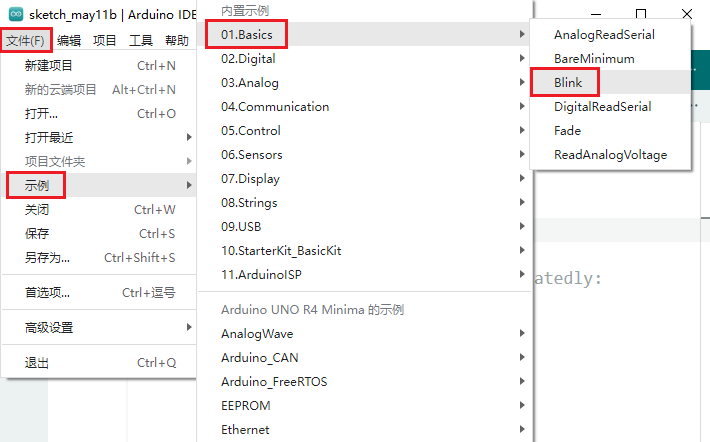 sketch_may11b | Arduino IDE
文件(F) 编辑 项目 工具 帮助
新建项目 Ctrl+N
新的云端项目 Alt+Ctrl+N
打开... Ctrl+O
打开最近
项目文件夹
示例
关闭 Ctrl+W
保存 Ctrl+S
另存为... Ctrl+Shift+S
首选项... Ctrl+逗号
高级设置
退出 Ctrl+Q
内置示例
01.Basics
02.Digital
03.Analog
04.Communication
05.Control
06.Sensors
07.Display
08.Strings
09.USB
10.StarterKit_BasicKit
11.ArduinoISP
Arduino UNO R4 Minima 的示例
AnalogWave
Arduino_CAN
Arduino_FreeRTOS
EEPROM
Ethernet
AnalogReadSerial
BareMinimum
Blink
DigitalReadSerial
Fade
ReadAnalogVoltage
atedly: